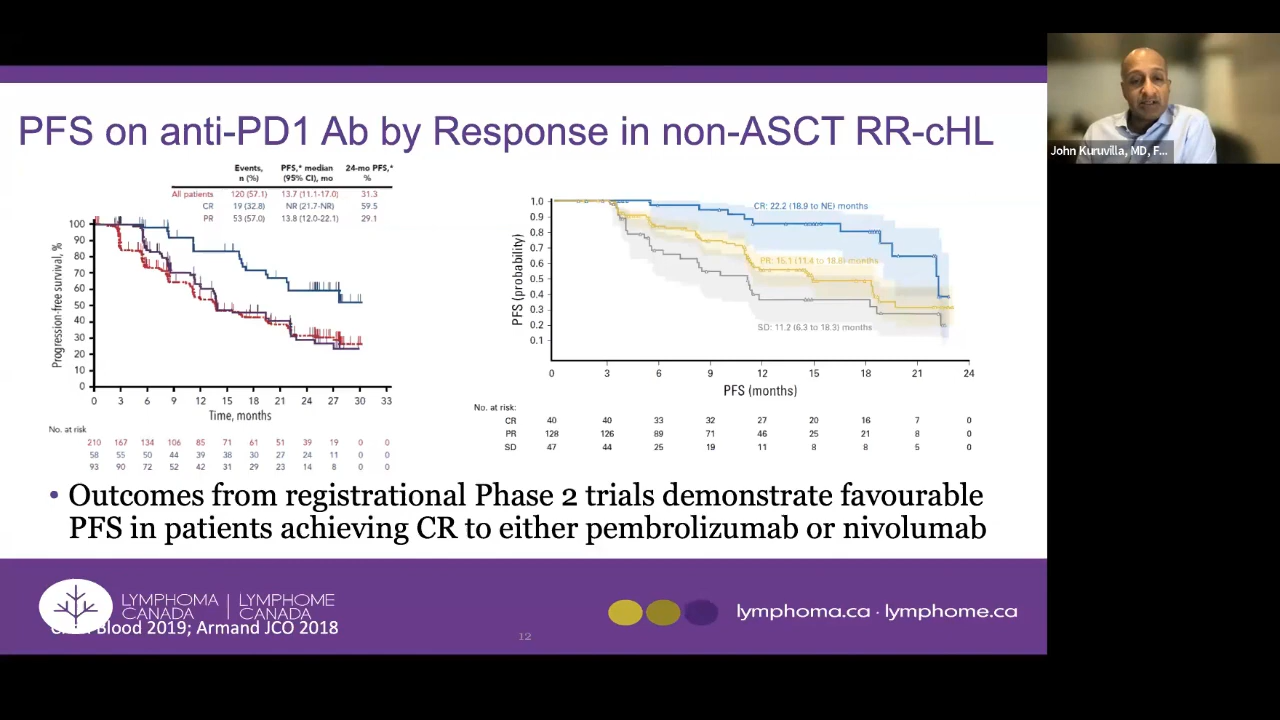 PFS on anti-PD1 Ab by Response in non-ASCT RR-cHL
John Kuruvilla, MD, F...
Events, n (%) PFS,* median (95% CI), mo 24-mo PFS,* %
All patients 120 (57.1) 13.7 (11.1-17.0) 31.3
CR 19 (32.8) NR (21.7-NR) 59.5
PR 53 (57.0) 13.8 (12.0-22.1) 29.1
Progression-free survival, %
100
90
80
70
60
50
40
30
20
10
0
0 3 6 9 12 15 18 21 24 27 30 33
Time, months
No. at risk
210 167 134 106 85 71 61 51 39 19 0 0
58 55 50 44 39 38 30 27 24 11 0 0
93 90 72 52 42 31 29 23 14 8 0 0
PFS (probability)
1.0
0.9
0.8
0.7
0.6
0.5
0.4
0.3
0.2
0.1
CR: 22.2 (18.9 to NE) months
PR: 15.1 (11.4 to 18.8) months
SD: 11.2 (6.3 to 18.3) months
0 3 6 9 12 15 18 21 24
PFS (months)
No. at risk:
CR 40 40 33 32 27 20 16 7 0
PR 128 126 89 71 46 25 21 8 0
SD 47 44 25 19 11 8 8 5 0
• Outcomes from registrational Phase 2 trials demonstrate favourable
PFS in patients achieving CR to either pembrolizumab or nivolumab
LYMPHOMA | LYMPHOME
CANADA | CANADA
Blood 2019; Armand JCO 2018
12
lymphoma.ca · lymphome.ca